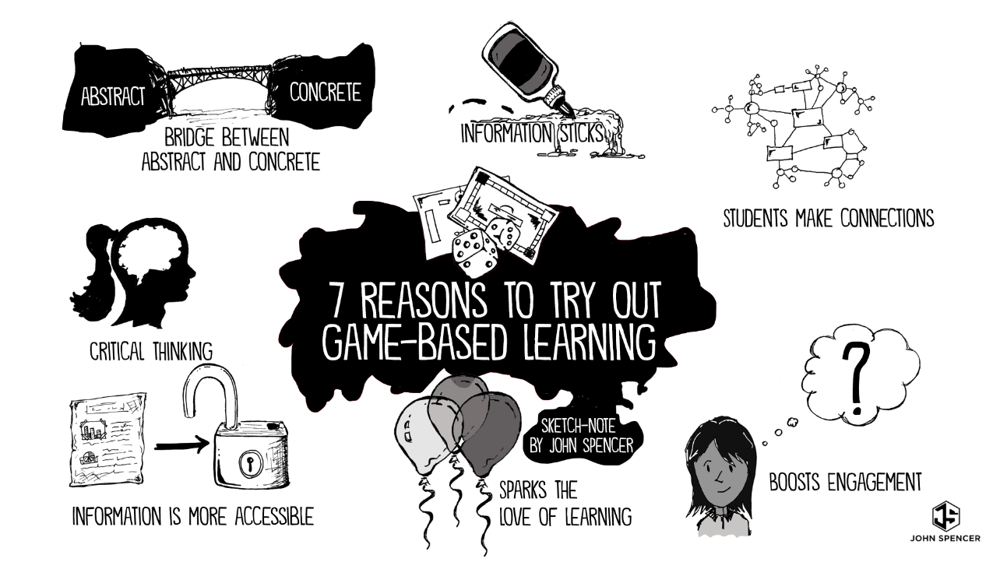 ABSTRACT
CONCRETE
BRIDGE BETWEEN
ABSTRACT AND CONCRETE
INFORMATION STICKS
STUDENTS MAKE CONNECTIONS
7 REASONS TO TRY OUT
GAME-BASED LEARNING
CRITICAL THINKING
SKETCH-NOTE
BY JOHN SPENCER
INFORMATION IS MORE ACCESSIBLE
SPARKS THE
LOVE OF LEARNING
?
BOOSTS ENGAGEMENT
JS
JOHN SPENCER